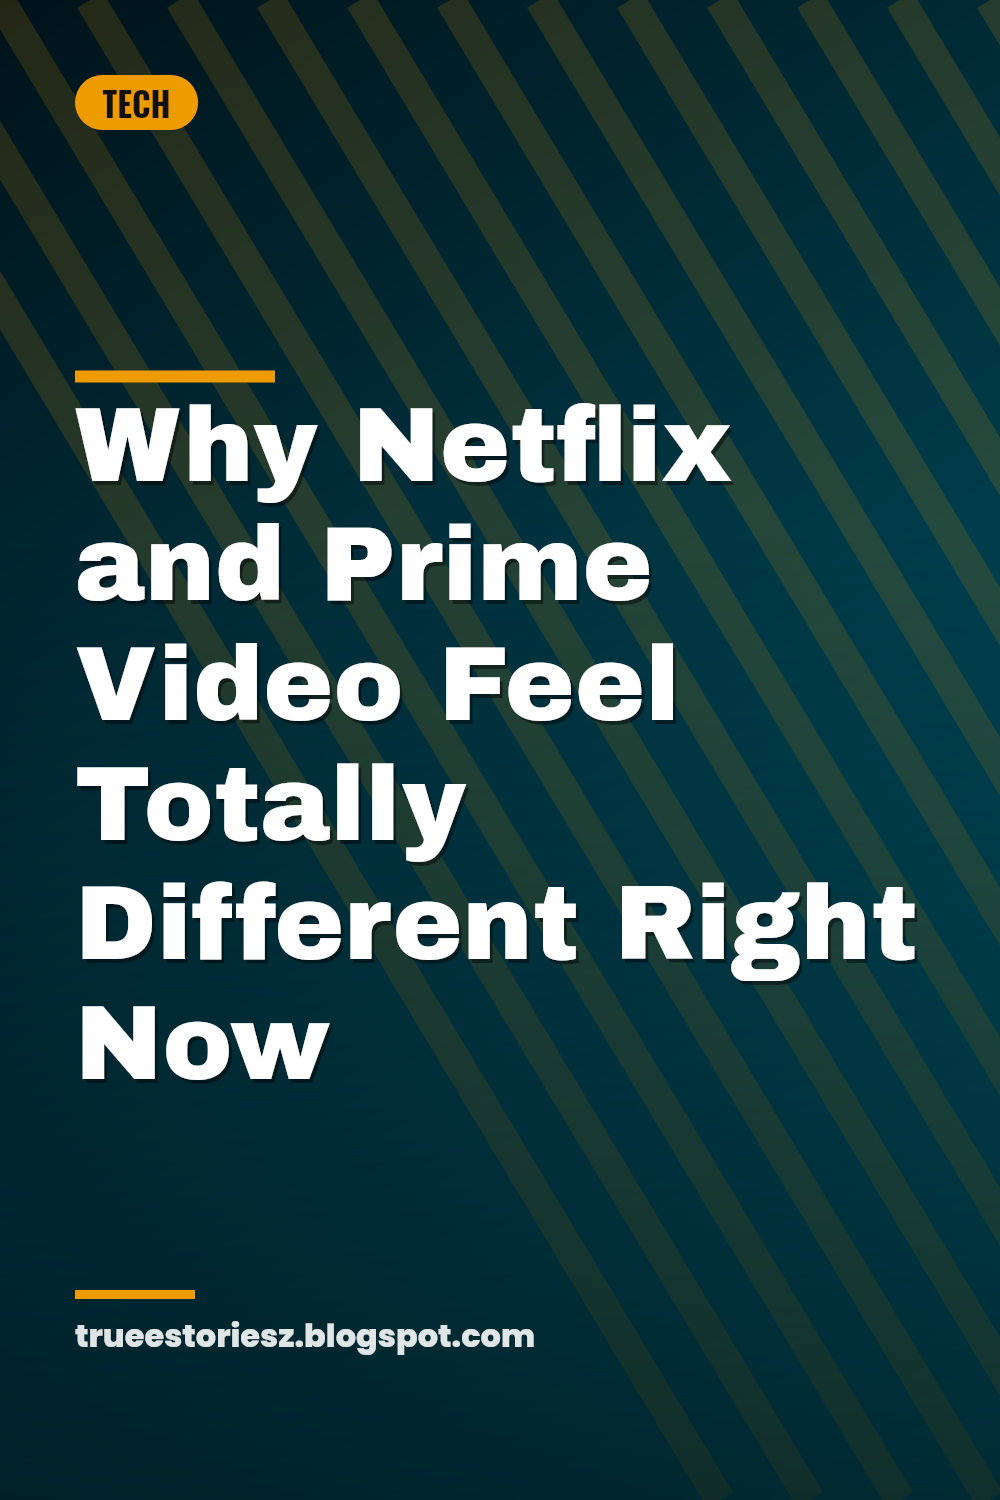 TECH
Why Netflix
and Prime
Video Feel
Totally
Different Right
Now
trueestoriesz.blogspot.com